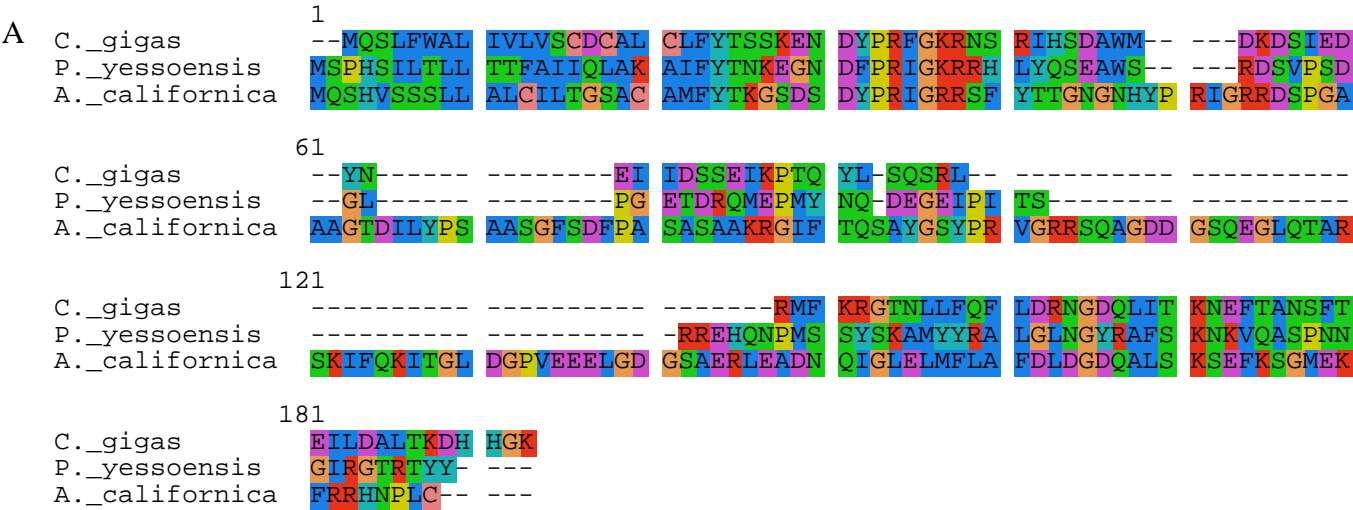 A
1
C._gigas --MQSLFWAL IVLVSCDCAL CLFYTSSKEN DYPRFGKRNS RIHSDAWM-- ---DKDSIED
P._yessoensis MSPHSILTLL TTFAIIQLAK AIFYTNKEGN DFPRIGKRRH LYQSEAWS-- ---RDSVPSD
A._californica MQSHVSSSLL ALCILTGSAC AMFYTKGSDS DYPRIGRRSF YTTGNGNHYP RIGRRDSPGA
61
C._gigas --YN------ --------EI IDSSEIKPTQ YL-SQSRL-- ---------- ----------
P._yessoensis --GL------ --------PG ETDRQMEPMY NQ-DEGEIPI TS-------- ----------
A._californica AAGTDILYPS AASGFSDFPA SASAAKRGIF TQSAYGSYPR VGRRSQAGDD GSQEGLQTAR
121
C._gigas ---------- ---------- -------RMF KRGTNLLFQF LDRNGDQLIT KNEFTANSFT
P._yessoensis ---------- ---------- -RREHQNPMS SYSKAMYYRA LGLNGYRAFS KNKVQASPNN
A._californica SKIFQKITGL DGPVEEELGD GSAERLEADN QIGLELMFLA FDLDGDQALS KSEFKSGMEK
181
C._gigas EILDALTKDH HGK
P._yessoensis GIRGTRTYY- ---
A._californica FRRHNPLC-- ---